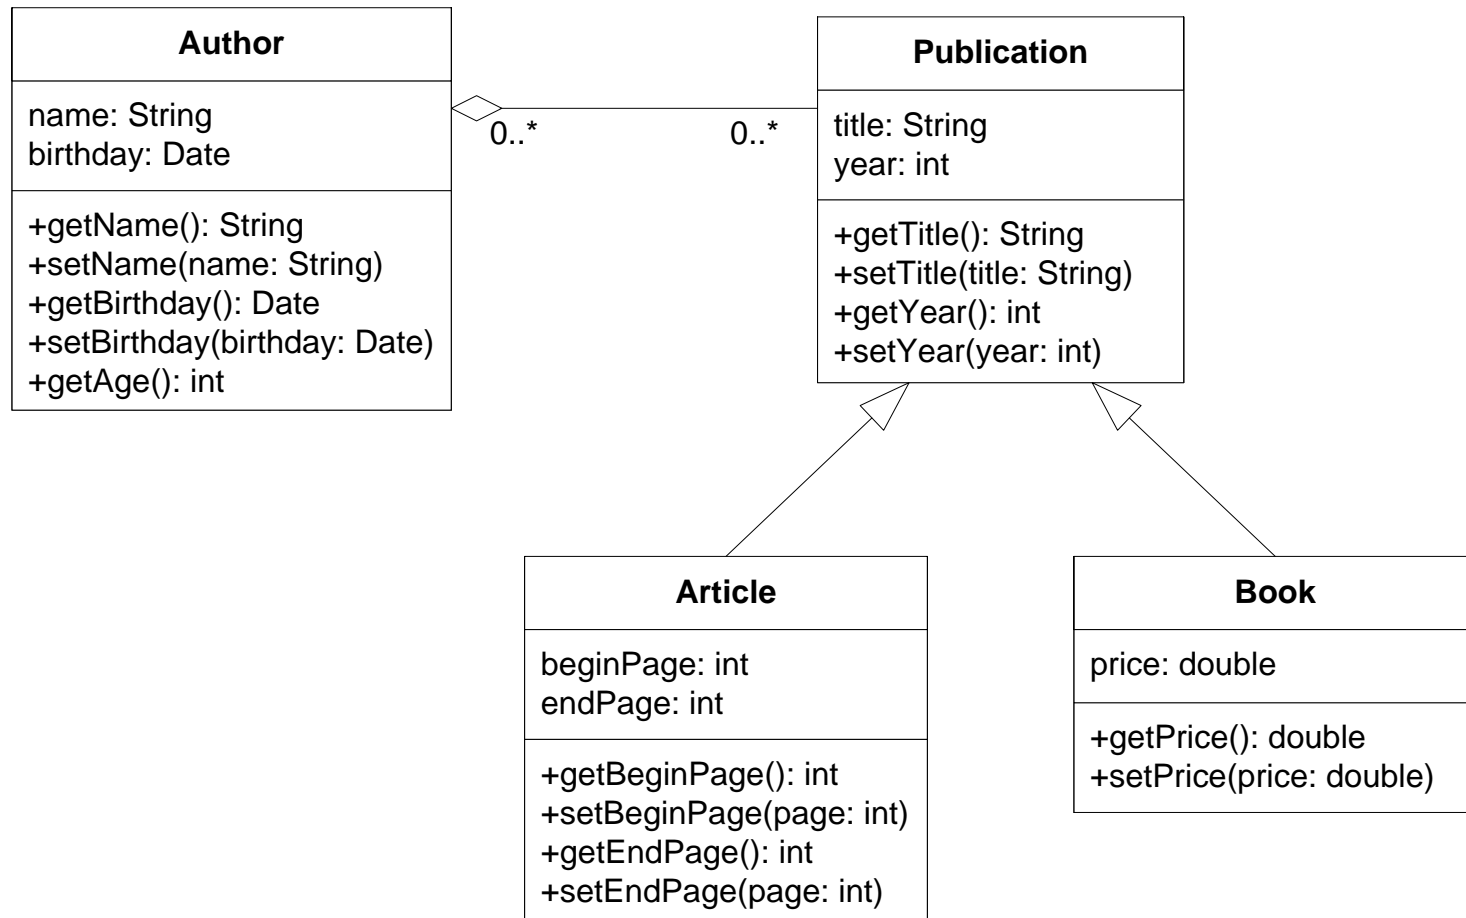 Author
name: String
birthday: Date
+getName(): String
+setName(name: String)
+getBirthday(): Date
+setBirthday(birthday: Date)
+getAge(): int
0..*
0..*
Publication
title: String
year: int
+getTitle(): String
+setTitle(title: String)
+getYear(): int
+setYear(year: int)
Article
beginPage: int
endPage: int
+getBeginPage(): int
+setBeginPage(page: int)
+getEndPage(): int
+setEndPage(page: int)
Book
price: double
+getPrice(): double
+setPrice(price: double)